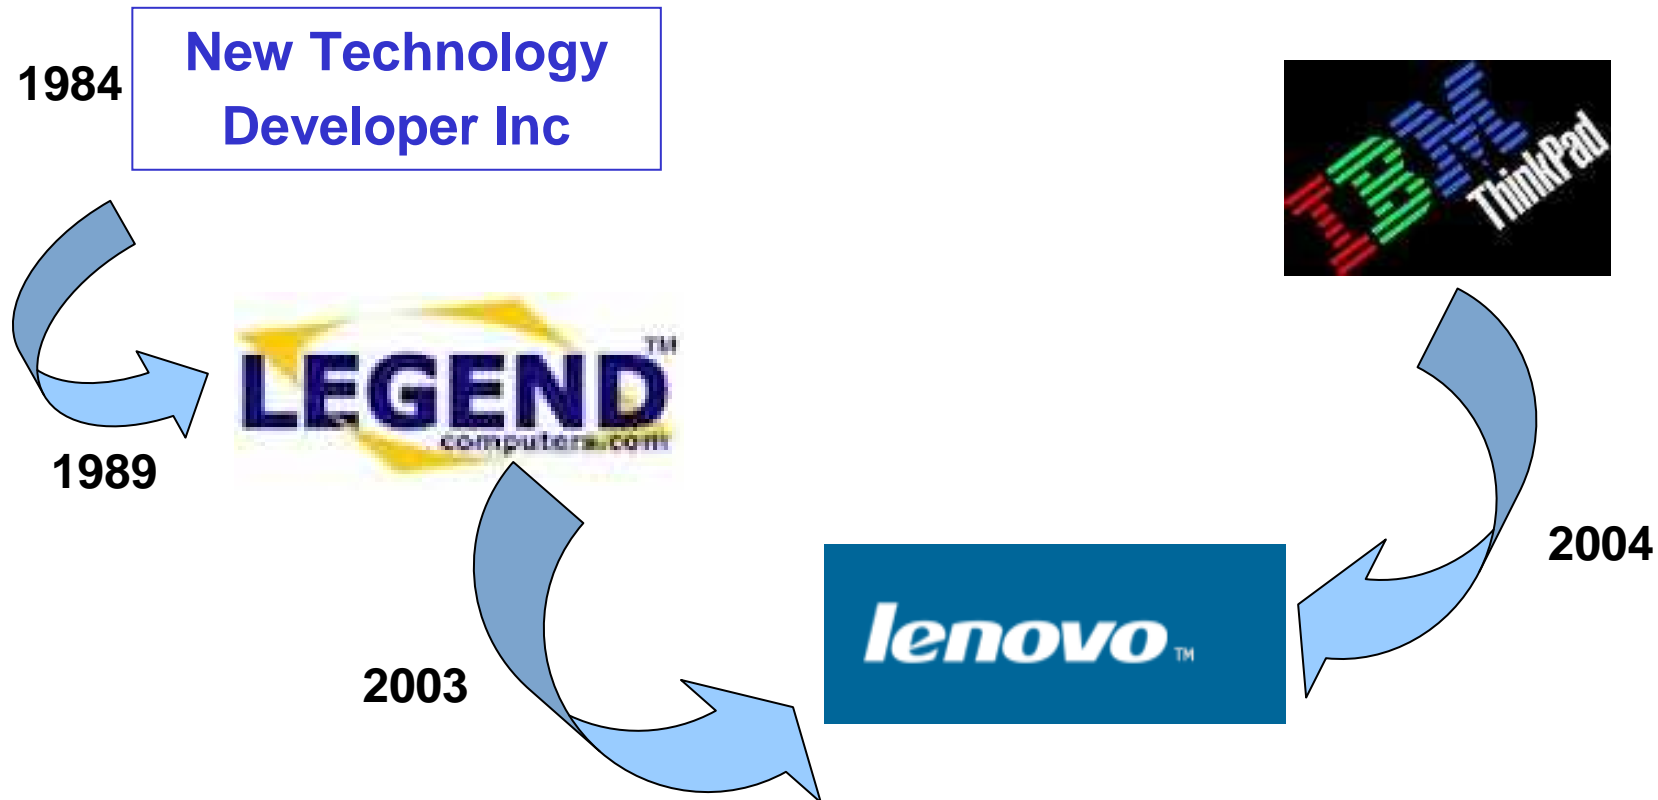 1984
New Technology
Developer Inc
IBM
ThinkPad
LEGEND™
computers.com
1989
2004
lenovo™
2003